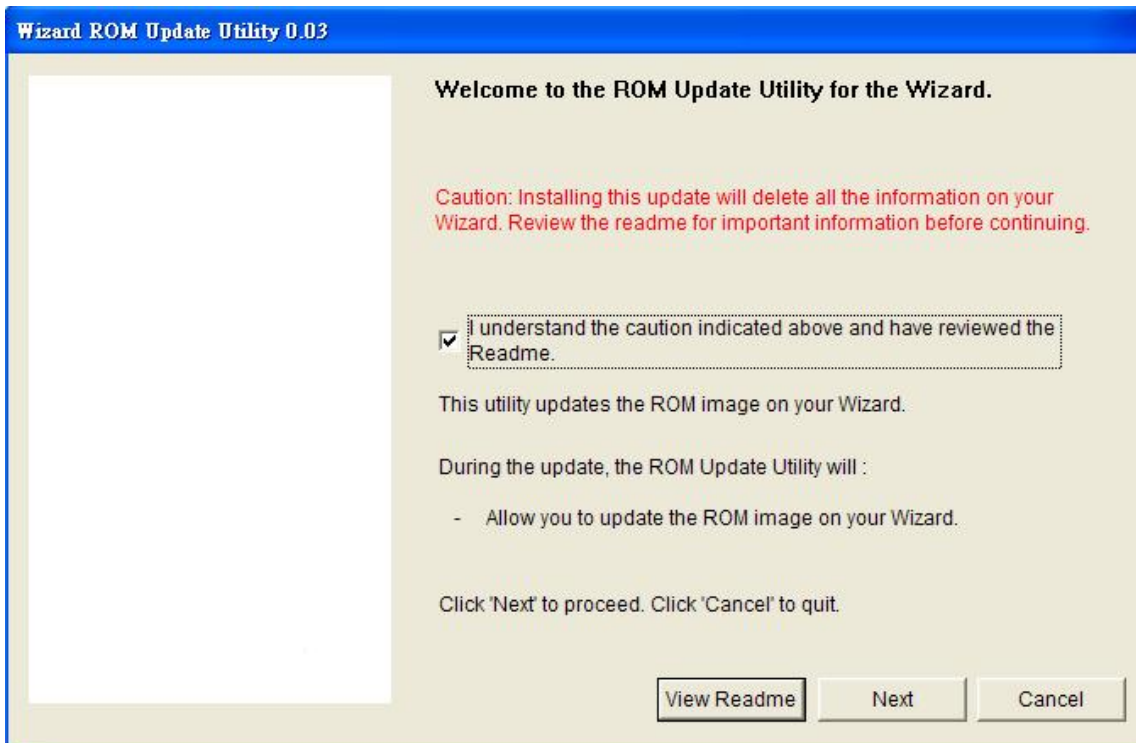 Wizard ROM Update Utility 0.03
Welcome to the ROM Update Utility for the Wizard.
Caution: Installing this update will delete all the information on your
Wizard. Review the readme for important information before continuing.
I understand the caution indicated above and have reviewed the
Readme.
This utility updates the ROM image on your Wizard.
During the update, the ROM Update Utility will :
- Allow you to update the ROM image on your Wizard.
Click 'Next' to proceed. Click 'Cancel' to quit.
View Readme Next Cancel